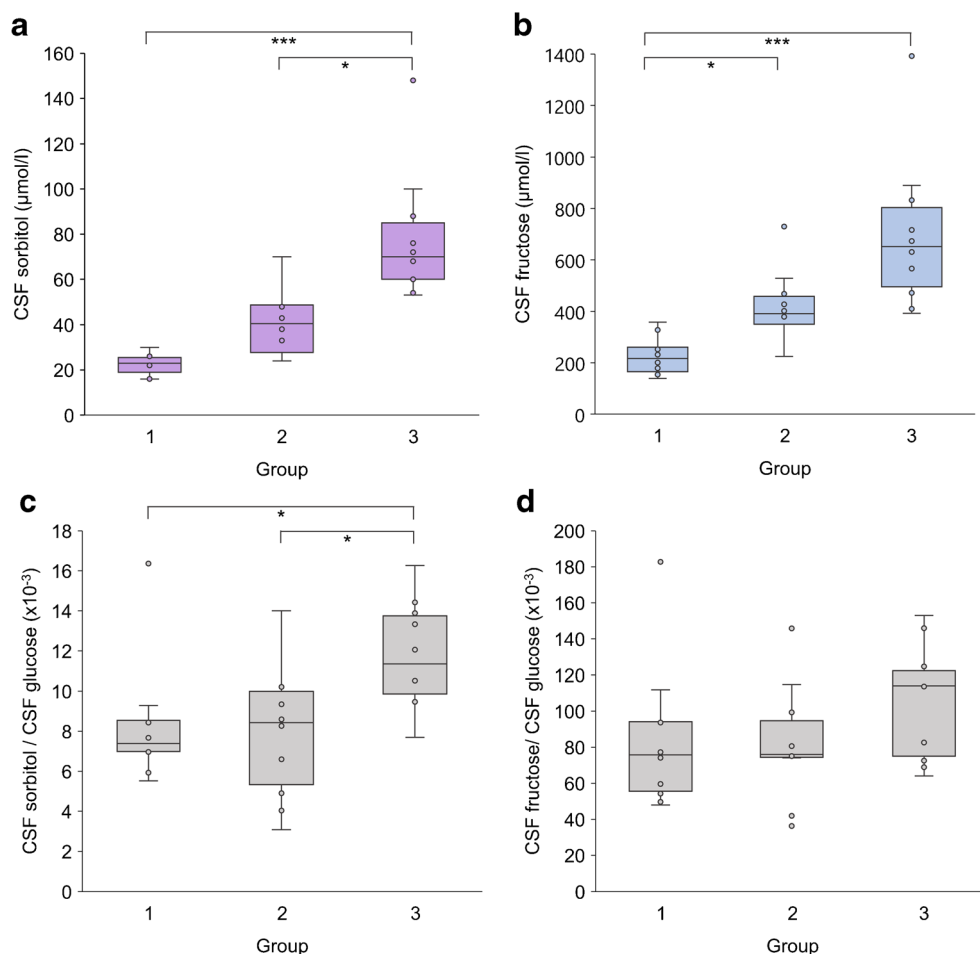 a
***
*
CSF sorbitol (µmol/l)
160
140
120
100
80
60
40
20
0
1 2 3
Group
b
***
*
CSF fructose (µmol/l)
1400
1200
1000
800
600
400
200
0
1 2 3
Group
c
*
*
CSF sorbitol / CSF glucose (x10⁻³)
18
16
14
12
10
8
6
4
2
0
1 2 3
Group
d
CSF fructose/ CSF glucose (x10⁻³)
200
180
160
140
120
100
80
60
40
20
0
1 2 3
Group